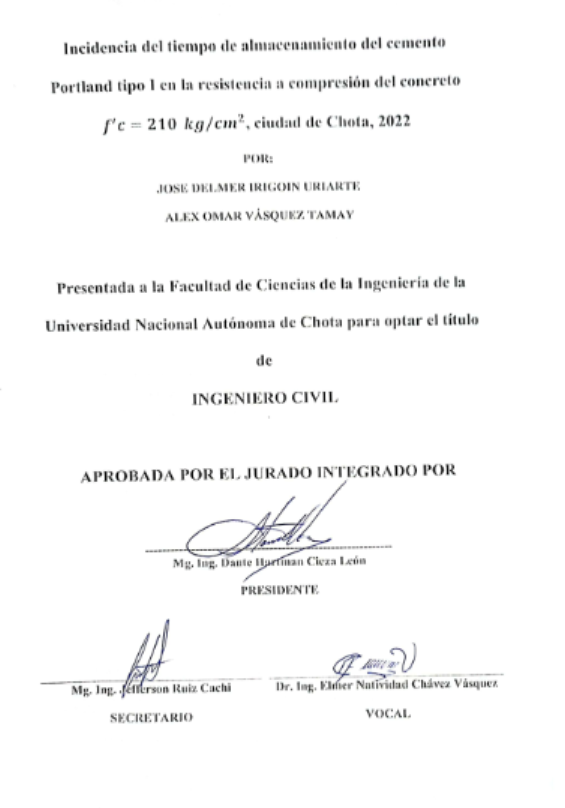 Incidencia del tiempo de almacenamiento del cemento
Portland tipo I en la resistencia a compresión del concreto
f'c = 210 kg/cm², ciudad de Chota, 2022
POR:
JOSE DELMER IRIGOIN URIARTE
ALEX OMAR VÁSQUEZ TAMAY
Presentada a la Facultad de Ciencias de la Ingeniería de la
Universidad Nacional Autónoma de Chota para optar el título
de
INGENIERO CIVIL
APROBADA POR EL JURADO INTEGRADO POR
Mg. Ing. Dante Cieza León
PRESIDENTE
Mg. Ing. Jefferson Ruiz Cachi
Dr. Ing. Elmer Natividad Chávez Vásquez
SECRETARIO
VOCAL